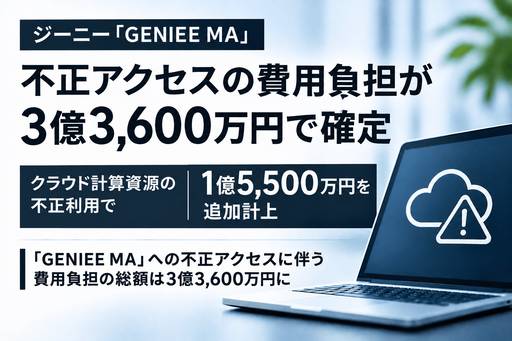 ジーニー「GENIEE MA」
不正アクセスの費用負担が
3億3,600万円で確定
クラウド計算資源の
不正利用で
1億5,500万円を
追加計上
「GENIEE MA」への不正アクセスに伴う
費用負担の総額は3億3,600万円に